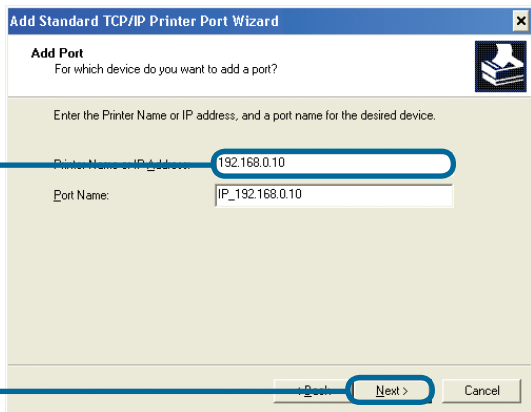 Add Standard TCP/IP Printer Port Wizard
Add Port
For which device do you want to add a port?
Enter the Printer Name or IP address, and a port name for the desired device.
Printer Name or IP Address: 192.168.0.10
Port Name: IP_192.168.0.10
< Back Next > Cancel